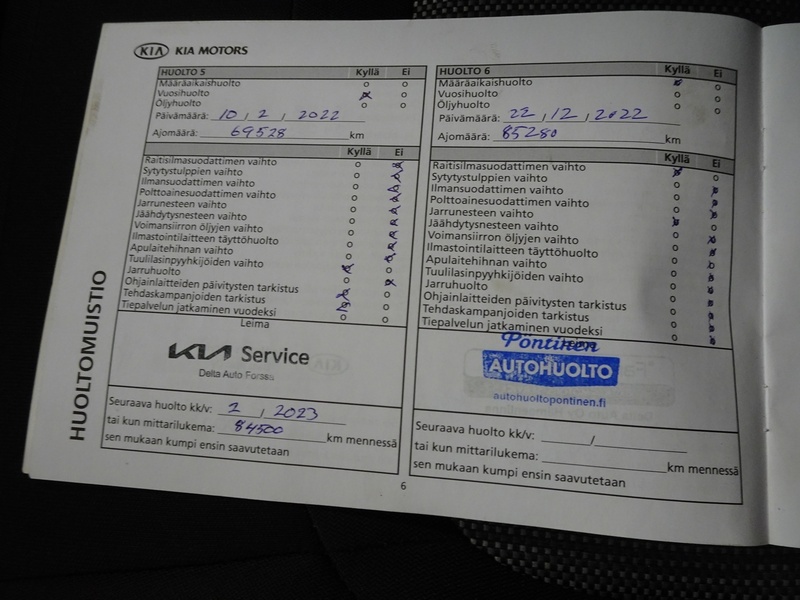 KIA KIA MOTORS
HUOLTO 5 Kyllä Ei
Määräaikaishuolto
Vuosihuolto
Öljyhuolto
Päivämäärä: 10 , 2 , 2022
Ajomäärä: 69528 km
Kyllä Ei
Raitisilmasuodattimen vaihto
Sytytystulppien vaihto
Ilmansuodattimen vaihto
Polttoainesuodattimen vaihto
Jarrunesteen vaihto
Jäähdytysnesteen vaihto
Voimansiirron öljyjen vaihto
Ilmastointilaitteen täyttöhuolto
Apulaitehihnan vaihto
Tuulilasinpyyhkijöiden vaihto
Jarruhuolto
Ohjainlaitteiden päivitysten tarkistus
Tehdaskampanjoiden tarkistus
Tiepalvelun jatkaminen vuodeksi
Leima
KIA Service
Delta Auto Forssa
Seuraava huolto kk/v: 2 , 2023
tai kun mittarilukema: 84500 km mennessä
sen mukaan kumpi ensin saavutetaan
HUOLTO 6 Kyllä Ei
Määräaikaishuolto
Vuosihuolto
Öljyhuolto
Päivämäärä: 22 , 12 , 2022
Ajomäärä: 85280 km
Kyllä Ei
Raitisilmasuodattimen vaihto
Sytytystulppien vaihto
Ilmansuodattimen vaihto
Polttoainesuodattimen vaihto
Jarrunesteen vaihto
Jäähdytysnesteen vaihto
Voimansiirron öljyjen vaihto
Ilmastointilaitteen täyttöhuolto
Apulaitehihnan vaihto
Tuulilasinpyyhkijöiden vaihto
Jarruhuolto
Ohjainlaitteiden päivitysten tarkistus
Tehdaskampanjoiden tarkistus
Tiepalvelun jatkaminen vuodeksi
Leima
Pöntinen
AUTOHUOLTO
autohuoltopontinen.fi
Seuraava huolto kk/v: /
tai kun mittarilukema: km mennessä
sen mukaan kumpi ensin saavutetaan
HUOLTOMUISTIO
6